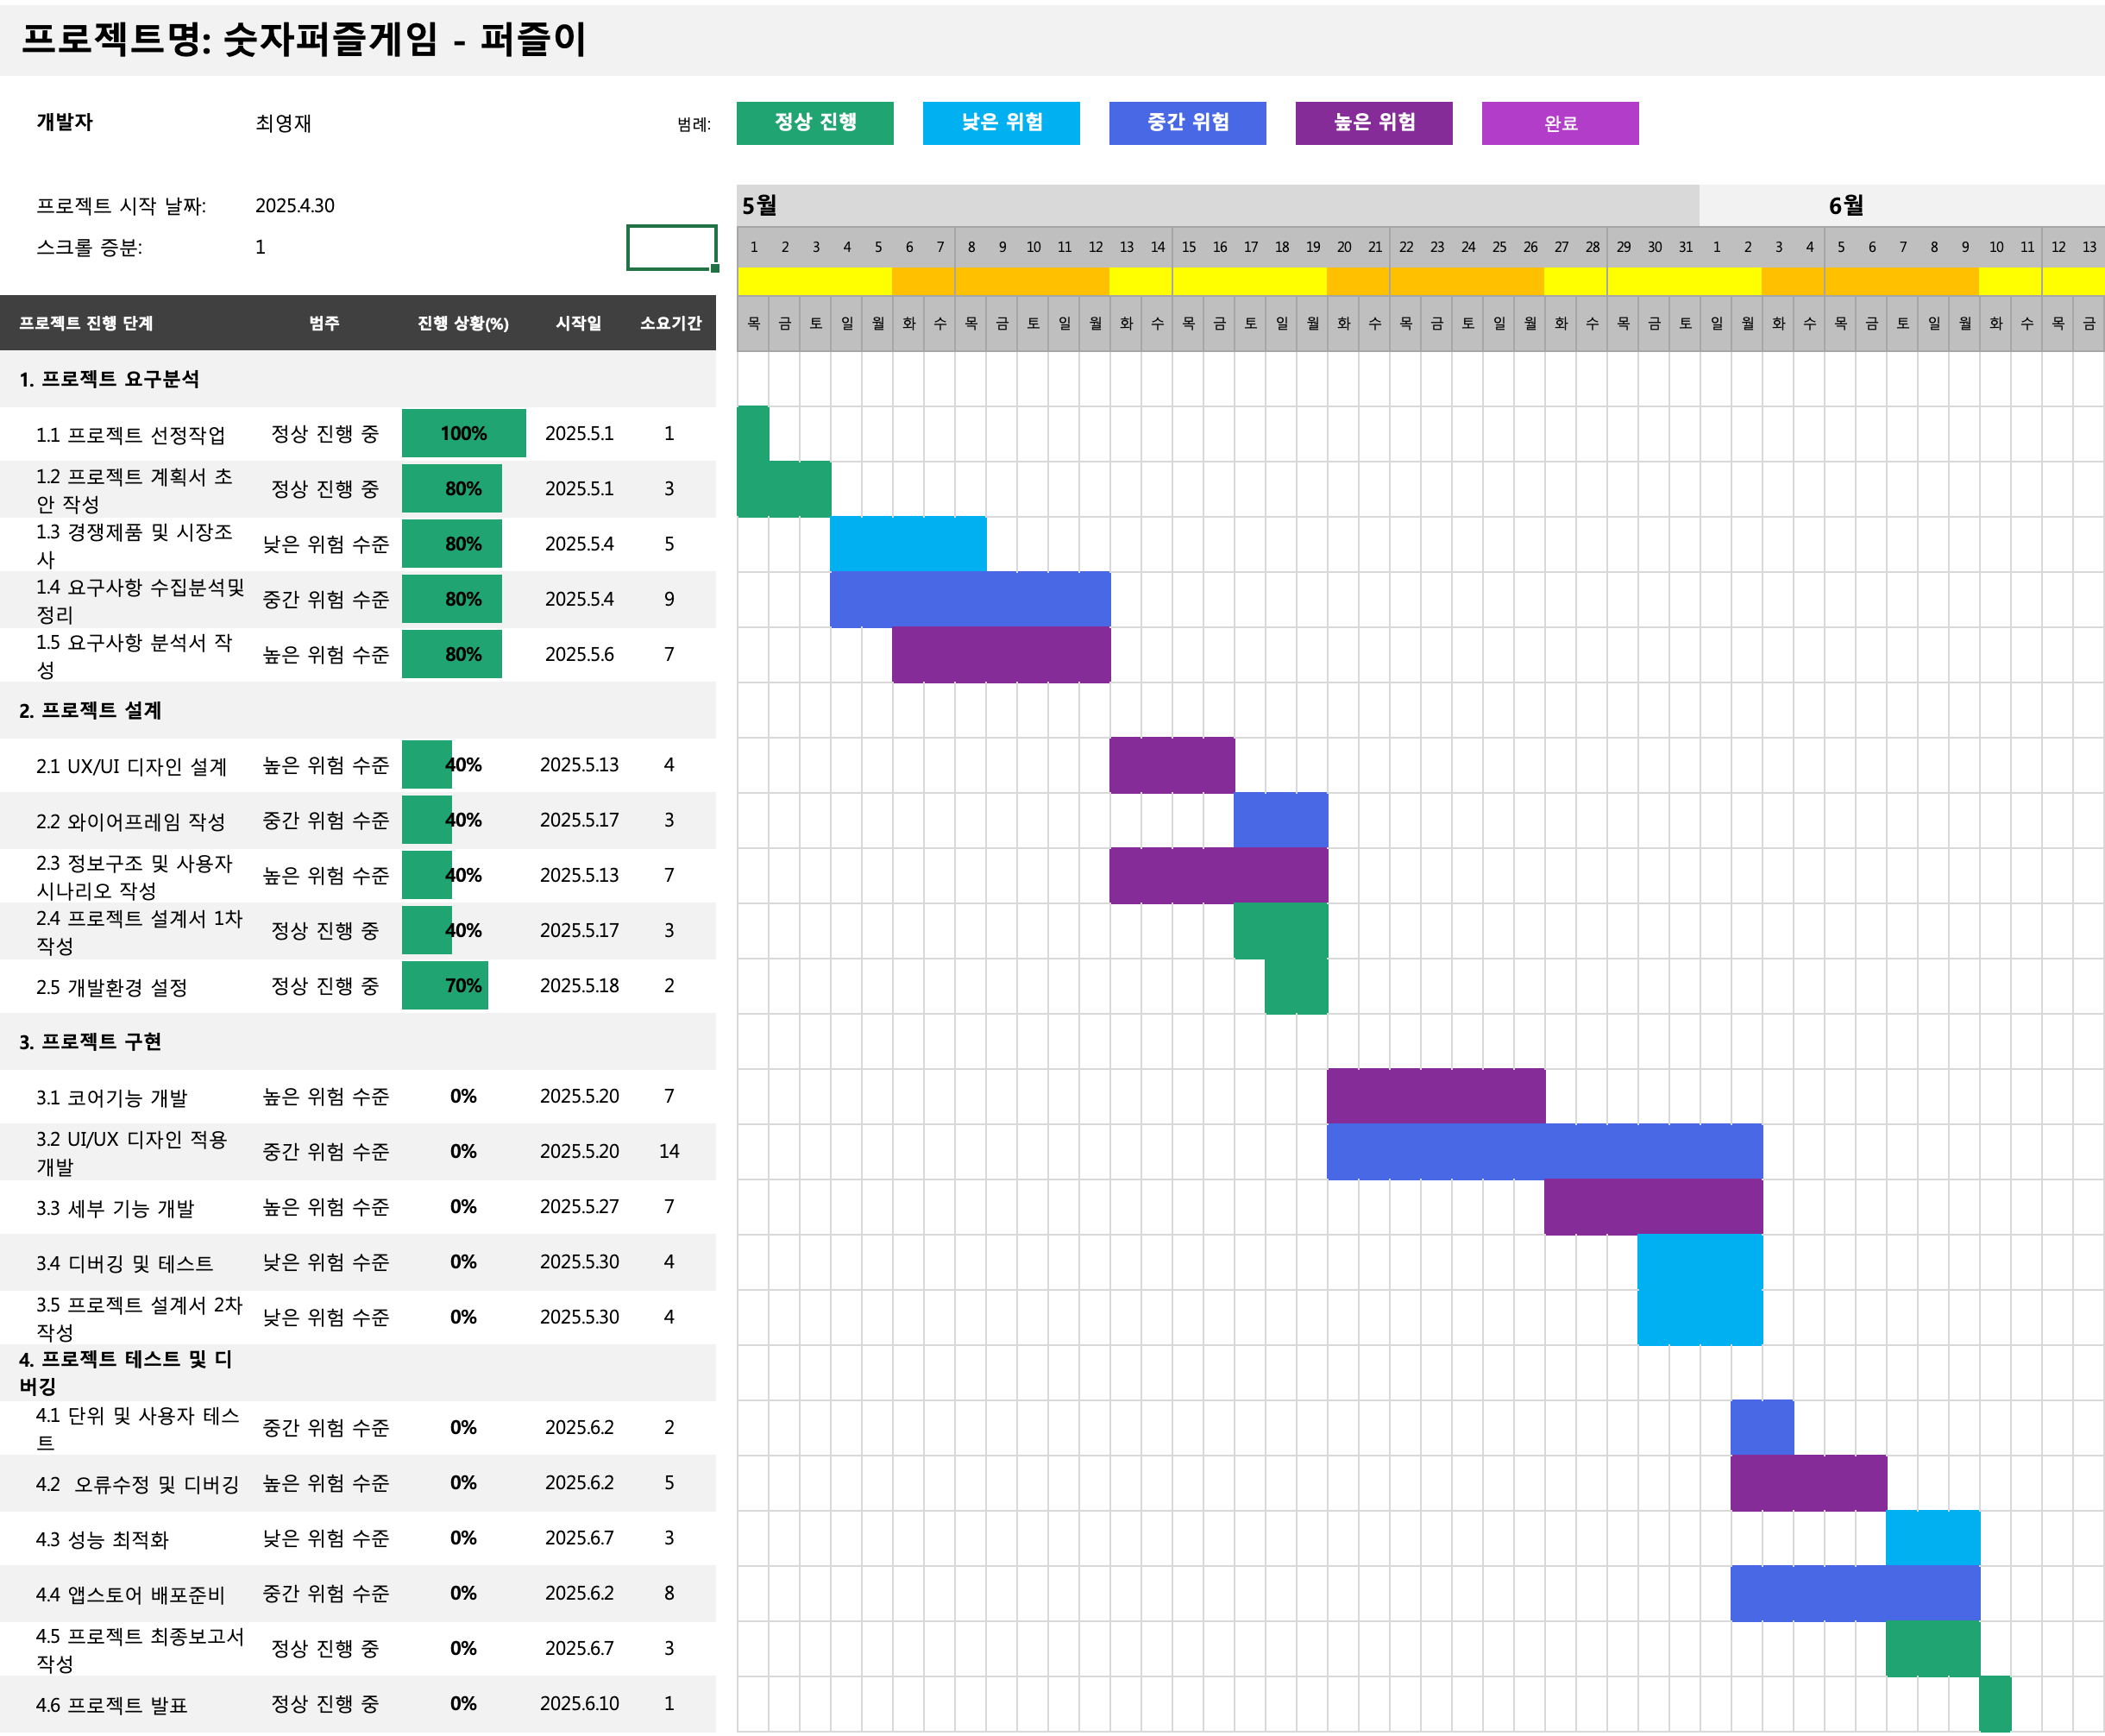 프로젝트명: 숫자퍼즐게임 - 퍼즐이
개발자 최영재 범례: 정상 진행 낮은 위험 중간 위험 높은 위험 완료
프로젝트 시작 날짜: 2025.4.30 5월 6월
스크롤 증분: 1 1 2 3 4 5 6 7 8 9 10 11 12 13 14 15 16 17 18 19 20 21 22 23 24 25 26 27 28 29 30 31 1 2 3 4 5 6 7 8 9 10 11 12 13
프로젝트 진행 단계 범주 진행 상황(%) 시작일 소요기간 목 금 토 일 월 화 수 목 금 토 일 월 화 수 목 금 토 일 월 화 수 목 금 토 일 월 화 수 목 금 토 일 월 화 수 목 금 토 일 월 화 수 목 금
1. 프로젝트 요구분석
1.1 프로젝트 선정작업 정상 진행 중 100% 2025.5.1 1
1.2 프로젝트 계획서 초
안 작성 정상 진행 중 80% 2025.5.1 3
1.3 경쟁제품 및 시장조
사 낮은 위험 수준 80% 2025.5.4 5
1.4 요구사항 수집분석및
정리 중간 위험 수준 80% 2025.5.4 9
1.5 요구사항 분석서 작
성 높은 위험 수준 80% 2025.5.6 7
2. 프로젝트 설계
2.1 UX/UI 디자인 설계 높은 위험 수준 40% 2025.5.13 4
2.2 와이어프레임 작성 중간 위험 수준 40% 2025.5.17 3
2.3 정보구조 및 사용자
시나리오 작성 높은 위험 수준 40% 2025.5.13 7
2.4 프로젝트 설계서 1차
작성 정상 진행 중 40% 2025.5.17 3
2.5 개발환경 설정 정상 진행 중 70% 2025.5.18 2
3. 프로젝트 구현
3.1 코어기능 개발 높은 위험 수준 0% 2025.5.20 7
3.2 UI/UX 디자인 적용
개발 중간 위험 수준 0% 2025.5.20 14
3.3 세부 기능 개발 높은 위험 수준 0% 2025.5.27 7
3.4 디버깅 및 테스트 낮은 위험 수준 0% 2025.5.30 4
3.5 프로젝트 설계서 2차
작성 낮은 위험 수준 0% 2025.5.30 4
4. 프로젝트 테스트 및 디
버깅
4.1 단위 및 사용자 테스
트 중간 위험 수준 0% 2025.6.2 2
4.2 오류수정 및 디버깅 높은 위험 수준 0% 2025.6.2 5
4.3 성능 최적화 낮은 위험 수준 0% 2025.6.7 3
4.4 앱스토어 배포준비 중간 위험 수준 0% 2025.6.2 8
4.5 프로젝트 최종보고서
작성 정상 진행 중 0% 2025.6.7 3
4.6 프로젝트 발표 정상 진행 중 0% 2025.6.10 1